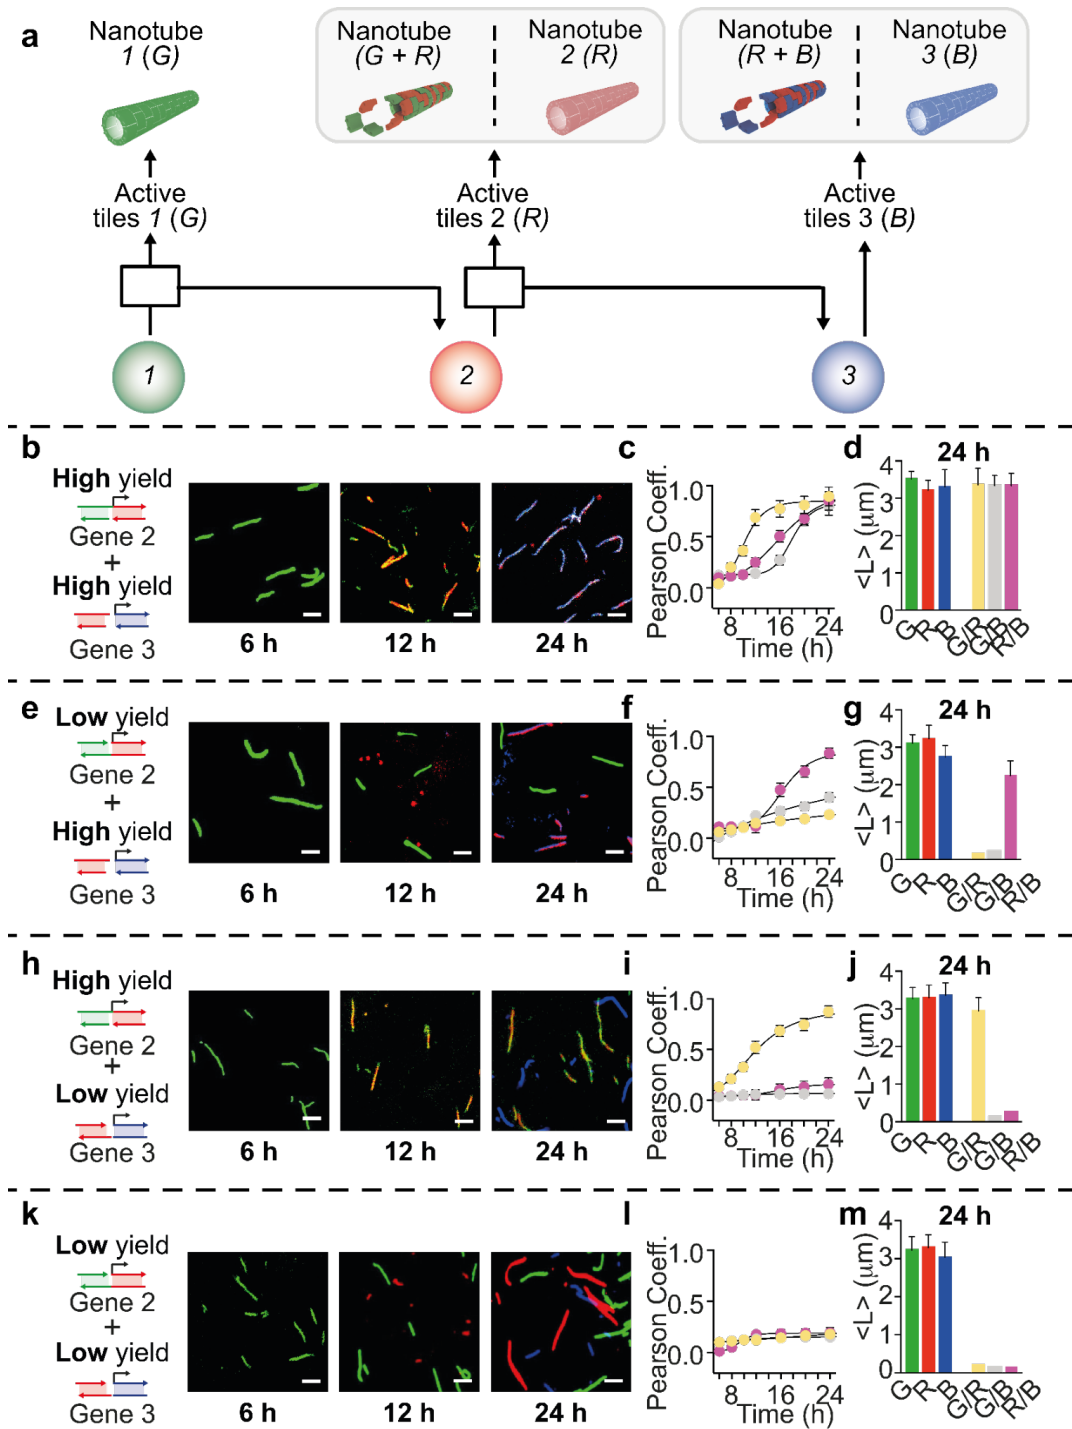 a
Nanotube
1 (G)
Nanotube
(G + R)
Nanotube
2 (R)
Nanotube
(R + B)
Nanotube
3 (B)
Active
tiles 1 (G)
Active
tiles 2 (R)
Active
tiles 3 (B)
1
2
3
b
High yield
Gene 2
+
High yield
Gene 3
6 h
12 h
24 h
c
Pearson Coeff.
1.0
0.5
0.0
8
16
24
Time (h)
d
24 h
<L> (μm)
4
3
2
1
0
G
R
B
G/R
G/B
R/B
e
Low yield
Gene 2
+
High yield
Gene 3
6 h
12 h
24 h
f
Pearson Coeff.
1.0
0.5
0.0
8
16
24
Time (h)
g
24 h
<L> (μm)
4
3
2
1
0
G
R
B
G/R
G/B
R/B
h
High yield
Gene 2
+
Low yield
Gene 3
6 h
12 h
24 h
i
Pearson Coeff.
1.0
0.5
0.0
8
16
24
Time (h)
j
24 h
<L> (μm)
4
3
2
1
0
G
R
B
G/R
G/B
R/B
k
Low yield
Gene 2
+
Low yield
Gene 3
6 h
12 h
24 h
l
Pearson Coeff.
1.0
0.5
0.0
8
16
24
Time (h)
m
24 h
<L> (μm)
4
3
2
1
0
G
R
B
G/R
G/B
R/B